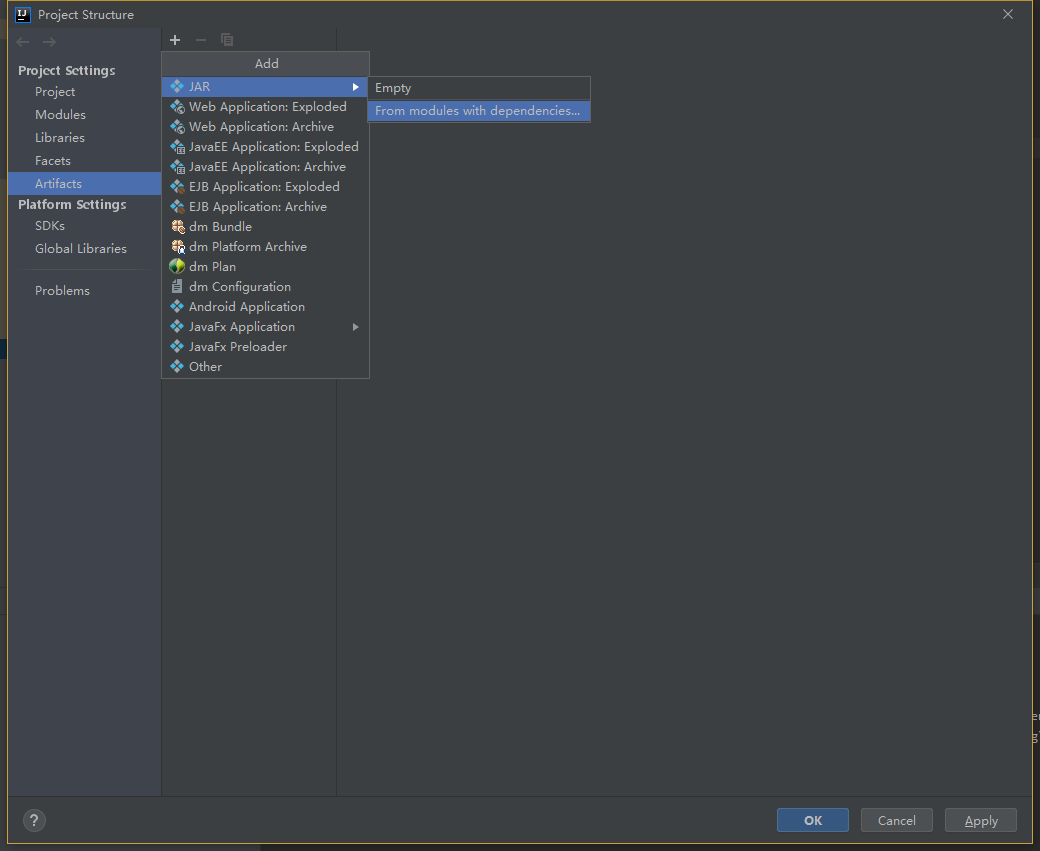 IJ Project Structure
Add
Project Settings
Project
Modules
Libraries
Facets
Artifacts
Platform Settings
SDKs
Global Libraries
Problems
JAR
Web Application: Exploded
Web Application: Archive
JavaEE Application: Exploded
JavaEE Application: Archive
EJB Application: Exploded
EJB Application: Archive
dm Bundle
dm Platform Archive
dm Plan
dm Configuration
Android Application
JavaFx Application
JavaFx Preloader
Other
Empty
From modules with dependencies...
?
OK
Cancel
Apply